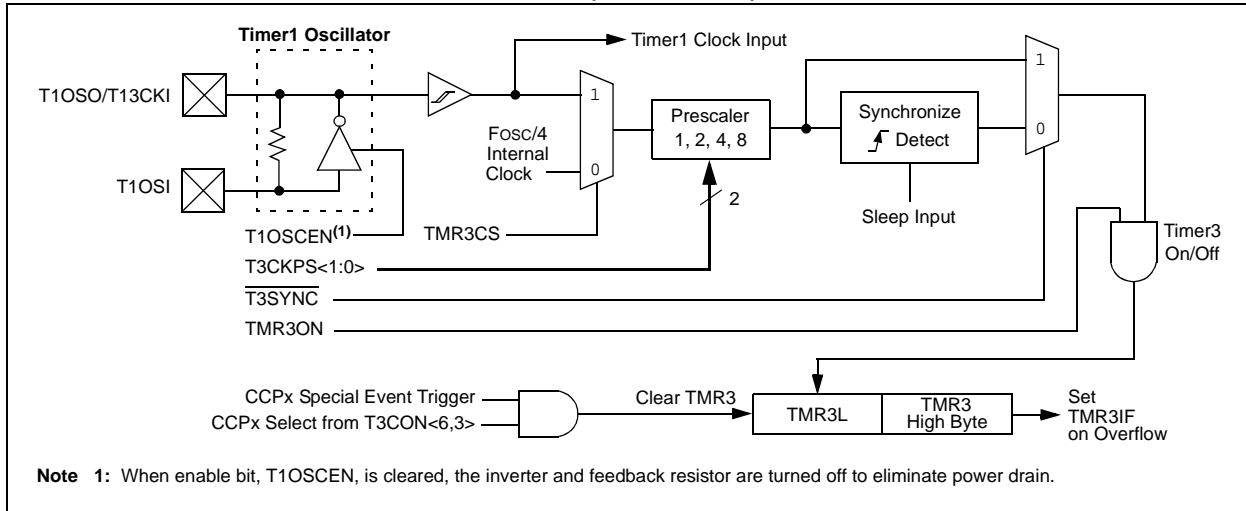 Timer1 Oscillator
Timer1 Clock Input
T1OSO/T13CKI
T1OSI
FOSC/4
Internal
Clock
1
0
Prescaler
1, 2, 4, 8
2
Synchronize
Detect
Sleep Input
1
0
T1OSCEN(1)
TMR3CS
T3CKPS<1:0>
T3SYNC
TMR3ON
Timer3
On/Off
CCPx Special Event Trigger
CCPx Select from T3CON<6,3>
Clear TMR3
TMR3L
TMR3
High Byte
Set
TMR3IF
on Overflow
Note 1: When enable bit, T1OSCEN, is cleared, the inverter and feedback resistor are turned off to eliminate power drain.